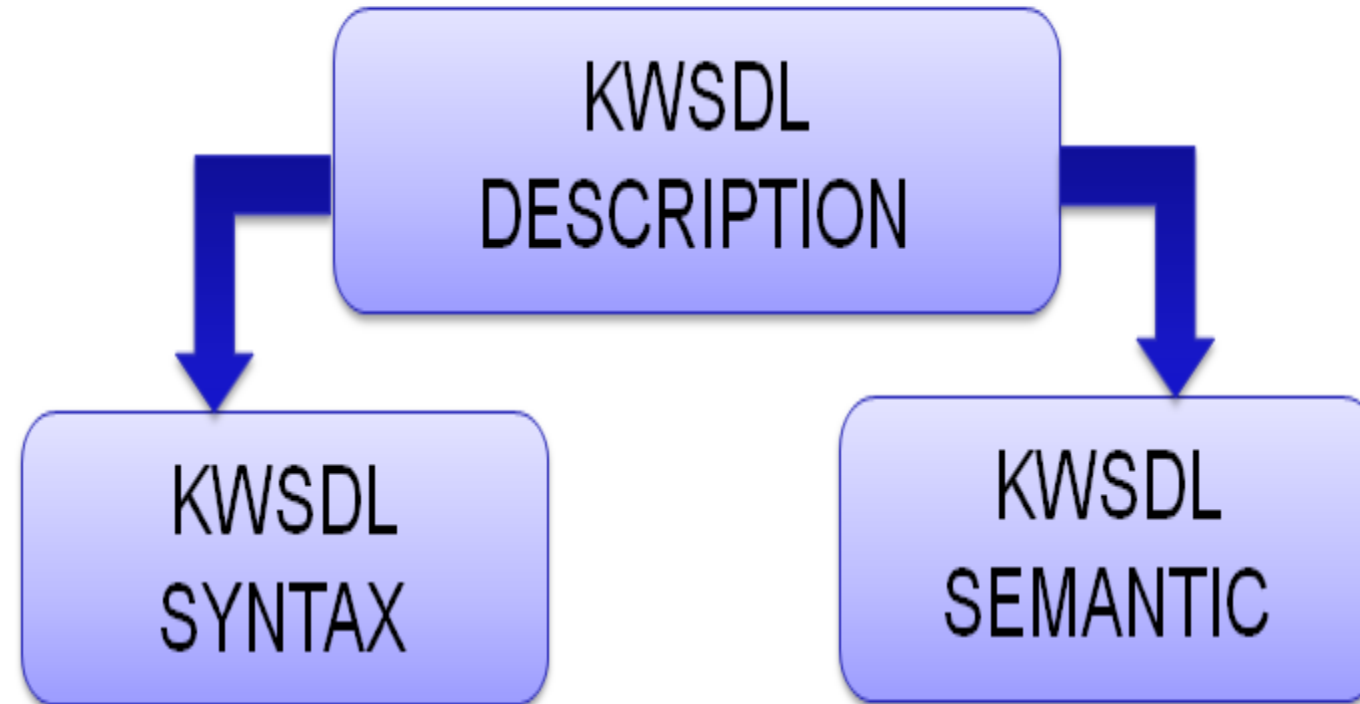 KWSDL
DESCRIPTION
KWSDL
SYNTAX
KWSDL
SEMANTIC